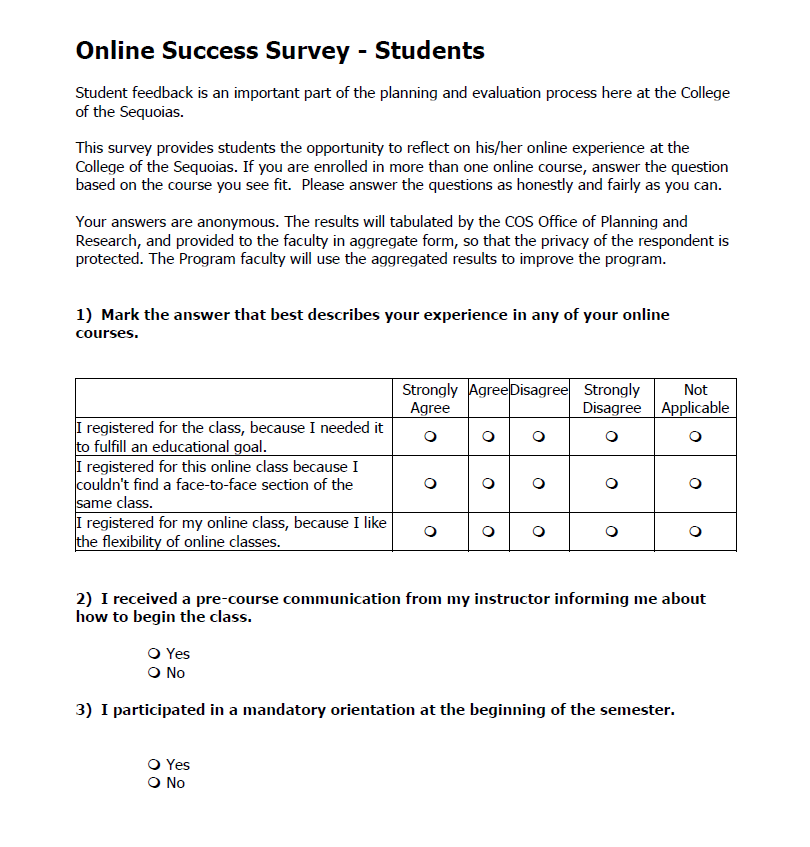 Online Success Survey - Students
Student feedback is an important part of the planning and evaluation process here at the College
of the Sequoias.
This survey provides students the opportunity to reflect on his/her online experience at the
College of the Sequoias. If you are enrolled in more than one online course, answer the question
based on the course you see fit.  Please answer the questions as honestly and fairly as you can.
Your answers are anonymous. The results will tabulated by the COS Office of Planning and
Research, and provided to the faculty in aggregate form, so that the privacy of the respondent is
protected. The Program faculty will use the aggregated results to improve the program.
1)  Mark the answer that best describes your experience in any of your online
courses.
Strongly Agree Disagree Strongly Not
Agree Disagree Applicable
I registered for the class, because I needed it
to fulfill an educational goal.
I registered for this online class because I
couldn't find a face-to-face section of the
same class.
I registered for my online class, because I like
the flexibility of online classes.
2)  I received a pre-course communication from my instructor informing me about
how to begin the class.
Yes
No
3)  I participated in a mandatory orientation at the beginning of the semester.
Yes
No